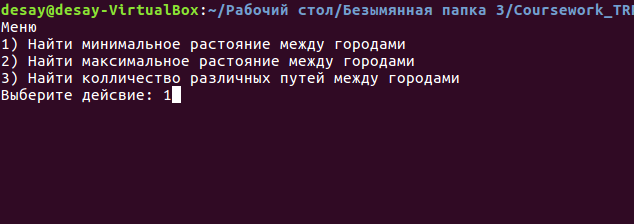 desay@desay-VirtualBox:~/Рабочий стол/Безымянная папка 3/Coursework_TR
Меню
1) Найти минимальное растояние между городами
2) Найти максимальное растояние между городами
3) Найти колличество различных путей между городами
Выберите дейсвие: 1